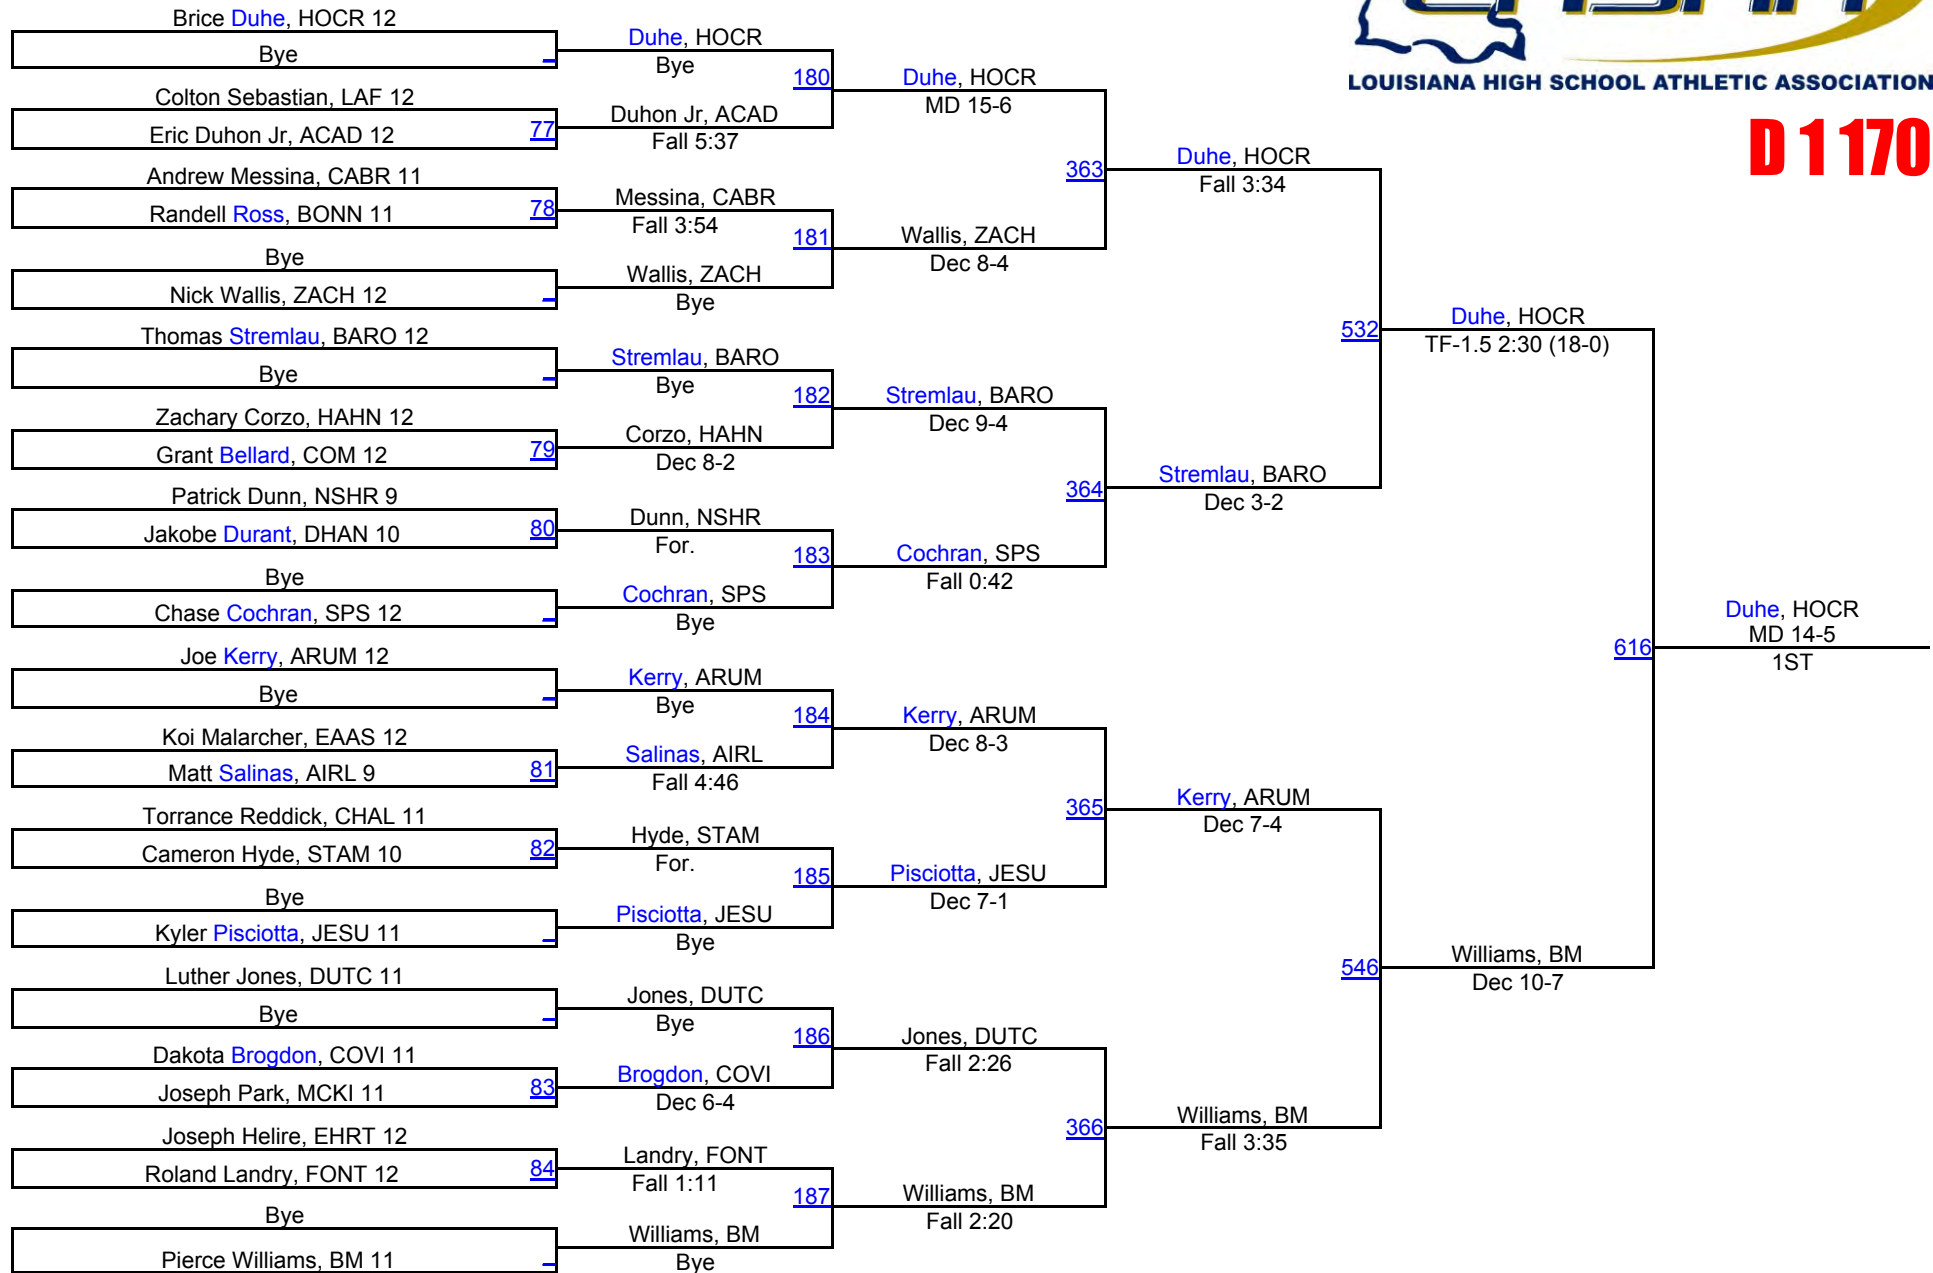 LOUISIANA HIGH SCHOOL ATHLETIC ASSOCIATION
D 1 170
Brice Duhe, HOCR 12
Bye
Colton Sebastian, LAF 12
Eric Duhon Jr, ACAD 12
77
Andrew Messina, CABR 11
Randell Ross, BONN 11
78
Bye
Nick Wallis, ZACH 12
Thomas Stremlau, BARO 12
Bye
Zachary Corzo, HAHN 12
Grant Bellard, COM 12
79
Patrick Dunn, NSHR 9
Jakobe Durant, DHAN 10
80
Bye
Chase Cochran, SPS 12
Joe Kerry, ARUM 12
Bye
Koi Malarcher, EAAS 12
Matt Salinas, AIRL 9
81
Torrance Reddick, CHAL 11
Cameron Hyde, STAM 10
82
Bye
Kyler Pisciotta, JESU 11
Luther Jones, DUTC 11
Bye
Dakota Brogdon, COVI 11
Joseph Park, MCKI 11
83
Joseph Helire, EHRT 12
Roland Landry, FONT 12
84
Bye
Pierce Williams, BM 11
Duhe, HOCR
Bye
180
Duhon Jr, ACAD
Fall 5:37
Messina, CABR
Fall 3:54
181
Wallis, ZACH
Bye
Stremlau, BARO
Bye
182
Corzo, HAHN
Dec 8-2
Dunn, NSHR
For.
183
Cochran, SPS
Bye
Kerry, ARUM
Bye
184
Salinas, AIRL
Fall 4:46
Hyde, STAM
For.
185
Pisciotta, JESU
Bye
Jones, DUTC
Bye
186
Brogdon, COVI
Dec 6-4
Landry, FONT
Fall 1:11
187
Williams, BM
Bye
Duhe, HOCR
MD 15-6
363
Wallis, ZACH
Dec 8-4
Stremlau, BARO
Dec 9-4
364
Cochran, SPS
Fall 0:42
Kerry, ARUM
Dec 8-3
365
Pisciotta, JESU
Dec 7-1
Jones, DUTC
Fall 2:26
366
Williams, BM
Fall 2:20
Duhe, HOCR
Fall 3:34
532
Stremlau, BARO
Dec 3-2
Kerry, ARUM
Dec 7-4
546
Williams, BM
Fall 3:35
Duhe, HOCR
TF-1.5 2:30 (18-0)
616
Williams, BM
Dec 10-7
Duhe, HOCR
MD 14-5
1ST